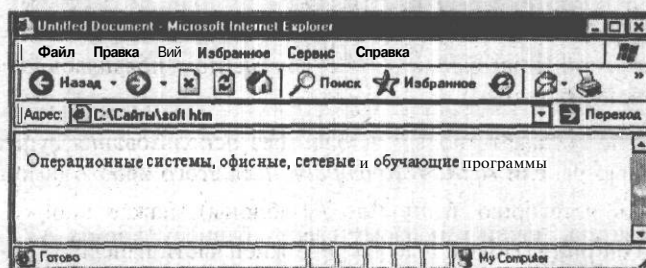 Untitled Document - Microsoft Internet Explorer
Файл Правка Вий Избранное Сервис Справка
Назад Поиск Избранное »
Адрес: C:\Сайты\soft htm Переход
Операционные системы, офисные, сетевые и обучающие программы
Готово My Computer